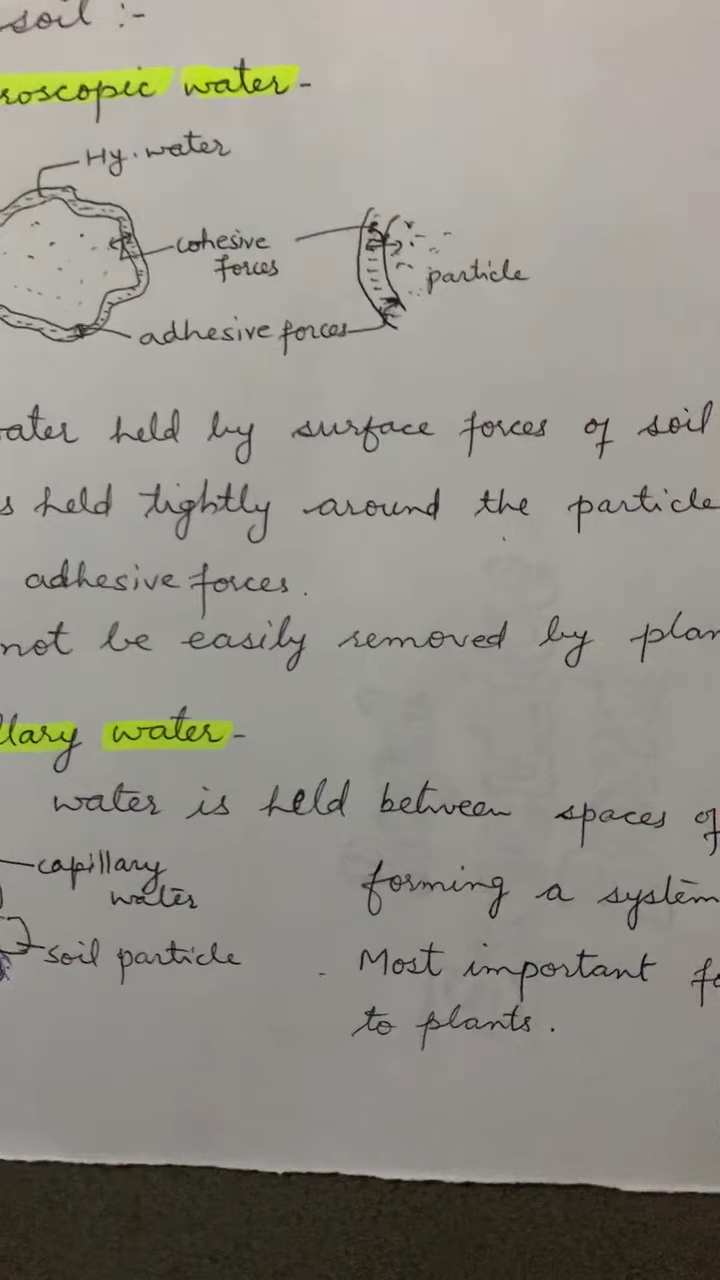 soil :-
roscopic water -
Hy. water
cohesive
forces
particle
adhesive forces
ater held by surface forces of soil
s held tightly around the particle
adhesive forces.
not be easily removed by plan
llary water -
water is held between spaces of
capillary
water
forming a system
soil particle
- Most important fo
to plants.